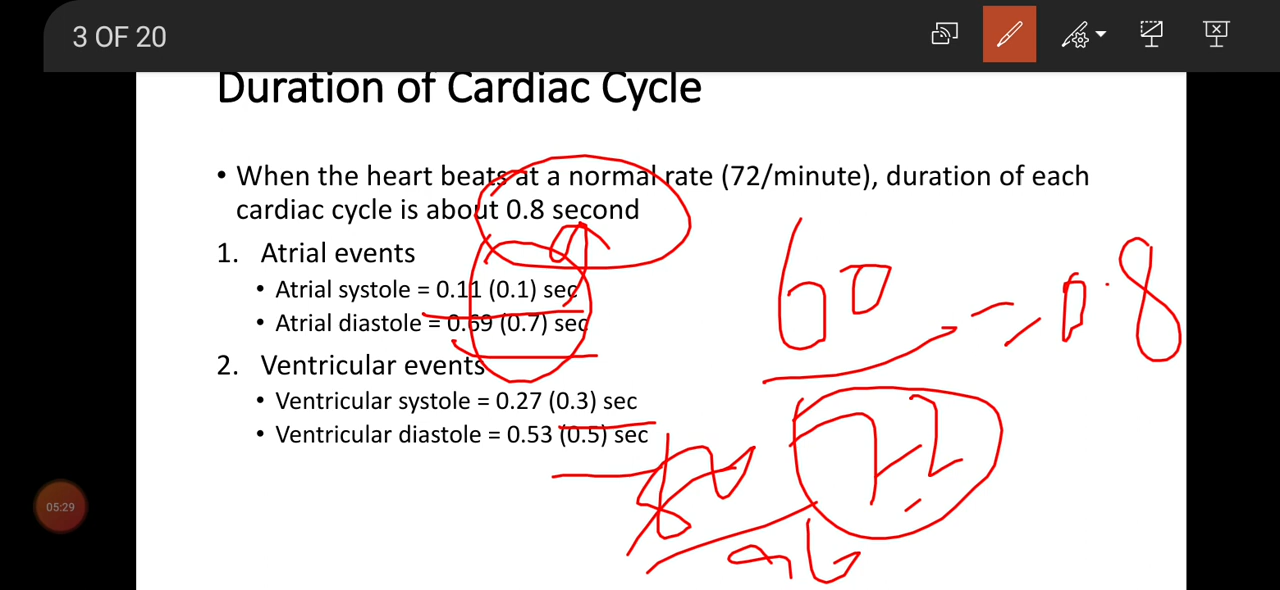 3 OF 20
Duration of Cardiac Cycle
• When the heart beats at a normal rate (72/minute), duration of each
cardiac cycle is about 0.8 second
1. Atrial events
• Atrial systole = 0.11 (0.1) sec
• Atrial diastole = 0.69 (0.7) sec
2. Ventricular events
• Ventricular systole = 0.27 (0.3) sec
• Ventricular diastole = 0.53 (0.5) sec
60 = 0.8
72
05:29